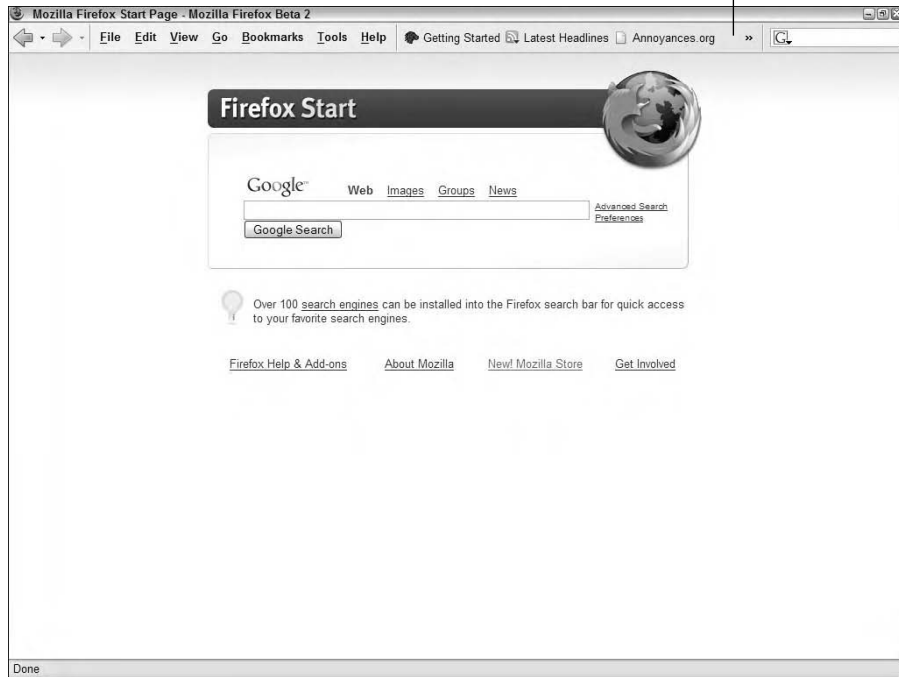 Mozilla Firefox Start Page - Mozilla Firefox Beta 2
File Edit View Go Bookmarks Tools Help Getting Started Latest Headlines Annoyances.org » G
Firefox Start
Google™ Web Images Groups News
Advanced Search
Preferences
Google Search
Over 100 search engines can be installed into the Firefox search bar for quick access
to your favorite search engines.
Firefox Help & Add-ons About Mozilla New! Mozilla Store Get Involved
Done